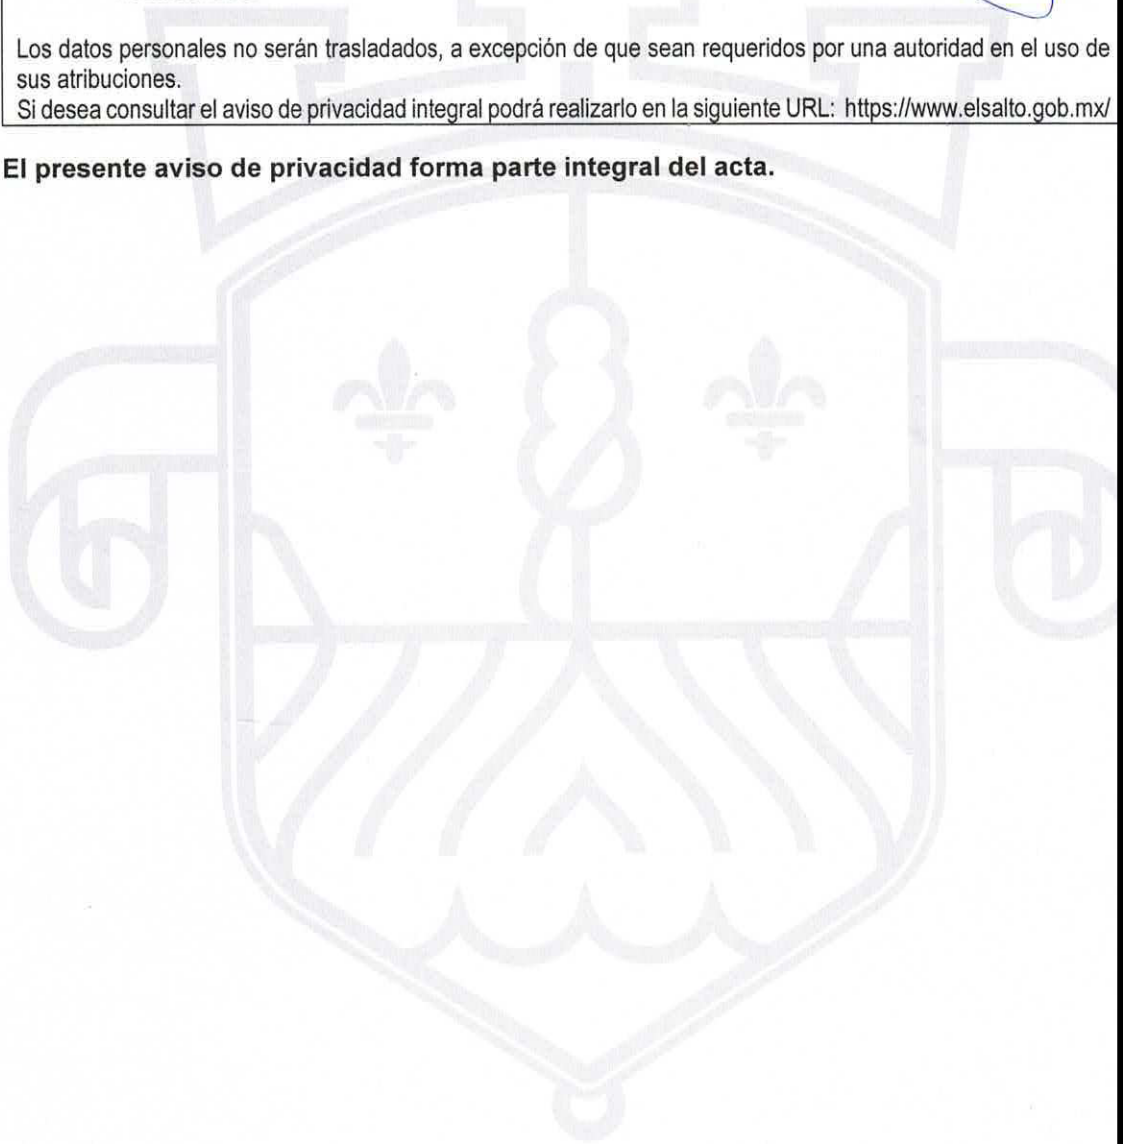 Los datos personales no serán trasladados, a excepción de que sean requeridos por una autoridad en el uso de
sus atribuciones.
Si desea consultar el aviso de privacidad integral podrá realizarlo en la siguiente URL: https://www.elsalto.gob.mx/
El presente aviso de privacidad forma parte integral del acta.